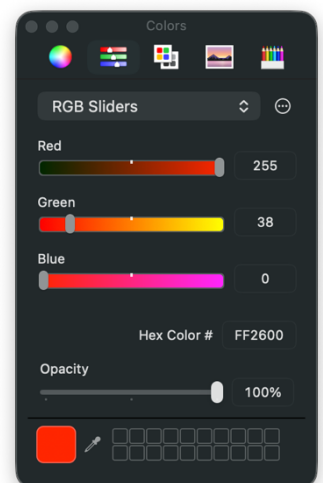 Colors
RGB Sliders
Red
255
Green
38
Blue
0
Hex Color # FF2600
Opacity
100%